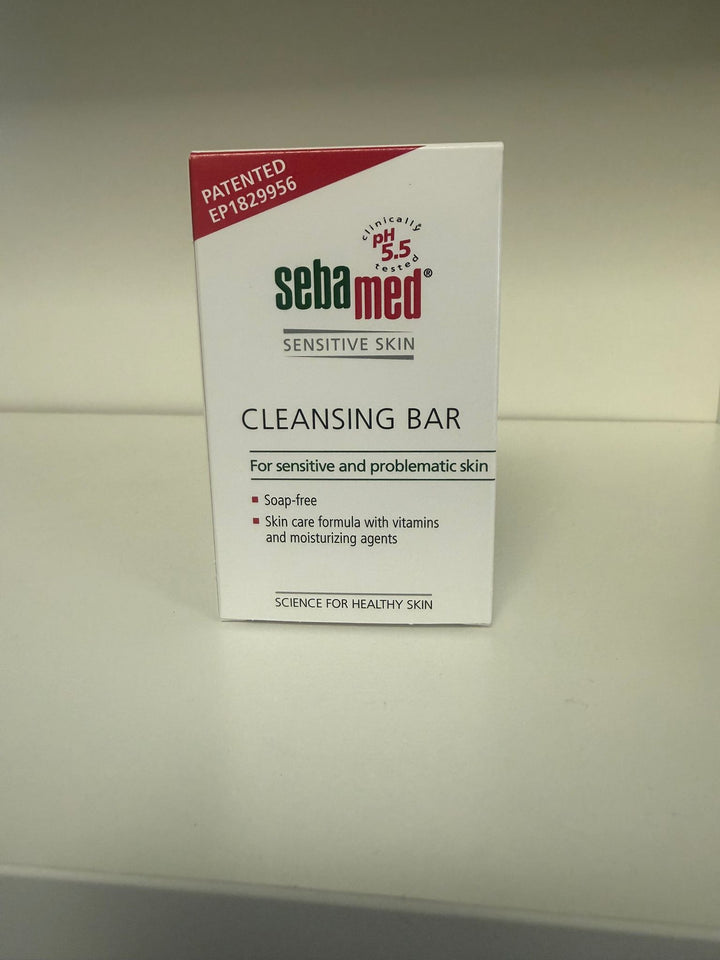 PATENTED
EP1829956
clinically
pH
5.5
tested
sebamed®
SENSITIVE SKIN
CLEANSING BAR
For sensitive and problematic skin
Soap-free
Skin care formula with vitamins
and moisturizing agents
SCIENCE FOR HEALTHY SKIN